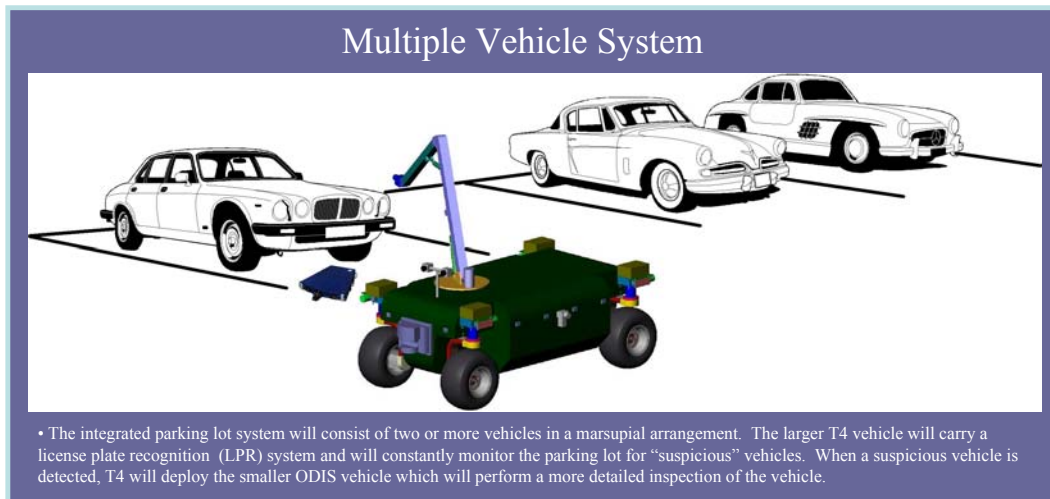 Multiple Vehicle System
• The integrated parking lot system will consist of two or more vehicles in a marsupial arrangement.  The larger T4 vehicle will carry a
license plate recognition  (LPR) system and will constantly monitor the parking lot for “suspicious” vehicles.  When a suspicious vehicle is
detected, T4 will deploy the smaller ODIS vehicle which will perform a more detailed inspection of the vehicle.